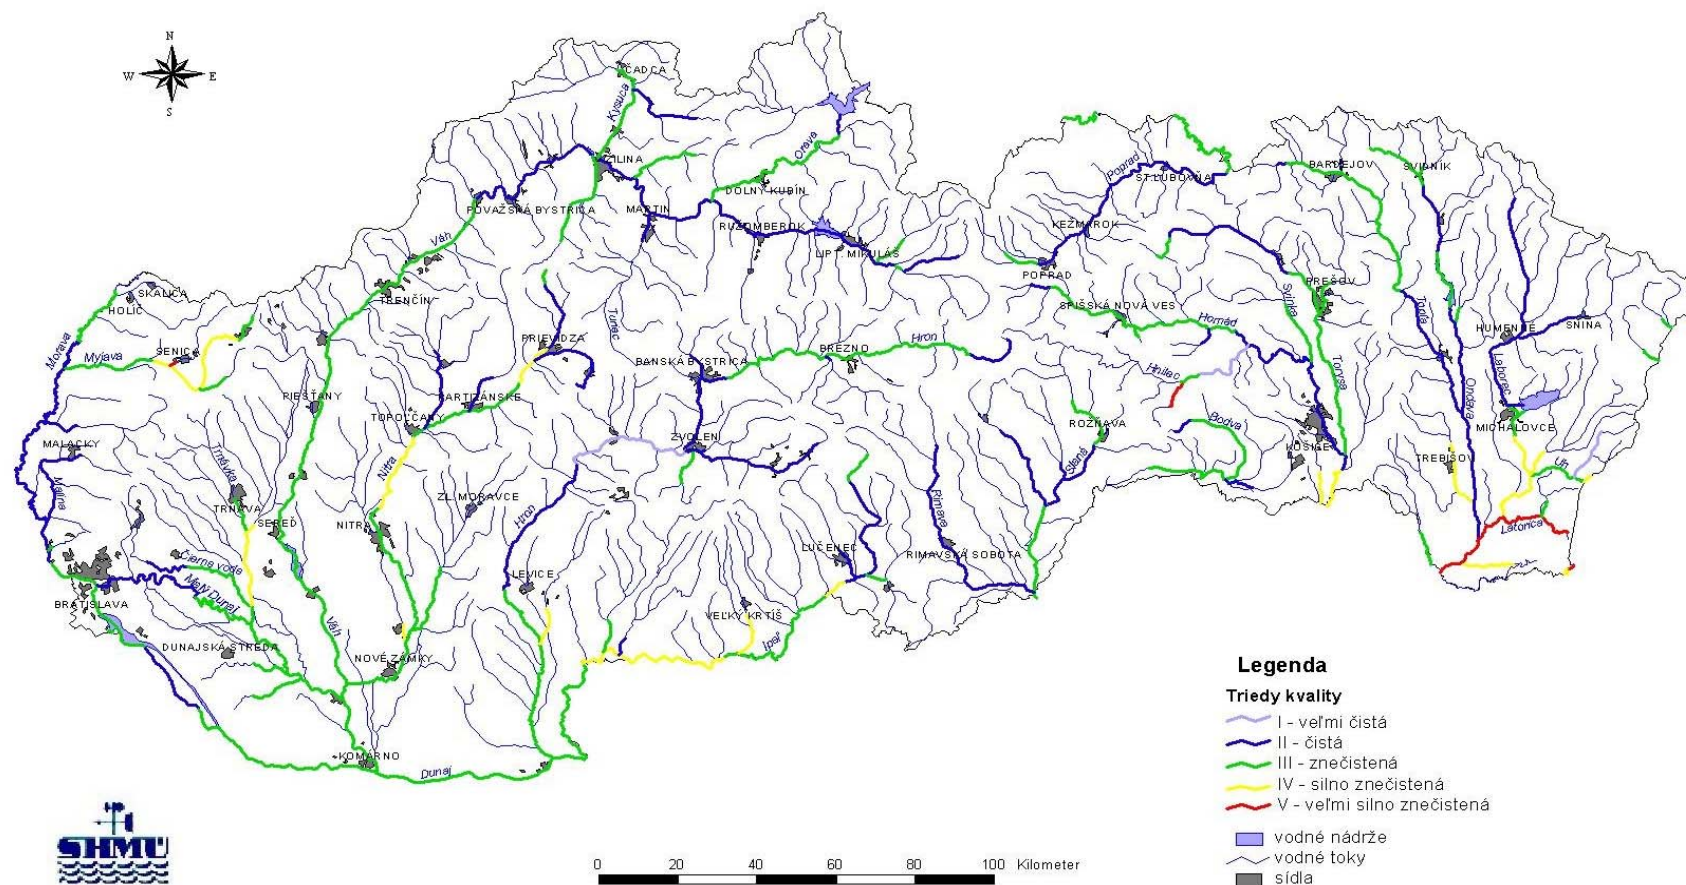 N
W E
S
ČADCA
Kysuca
ŽILINA
Orava
DOLNÝ KUBÍN
POVAŽSKÁ BYSTRICA
MARTIN
RUŽOMBEROK
LIPT. MIKULÁŠ
Váh
TRENČÍN
Poprad
ST.ĽUBOVŇA
KEŽMAROK
POPRAD
BARDEJOV
SVIDNÍK
SKALICA
HOLÍČ
Morava
Myjava
SENICA
PRIEVIDZA
Turiec
BANSKÁ BYSTRICA
BREZNO
Hron
SPIŠSKÁ NOVÁ VES
Hornád
Hnilec
Svinka
PREŠOV
Torysa
Topľa
Ondava
HUMENNÉ
SNINA
Laborec
MICHALOVCE
PIEŠŤANY
PARTIZÁNSKE
TOPOĽČANY
ZVOLEN
ROŽŇAVA
Bodva
KOŠICE
TREBIŠOV
Uh
Latorica
MALACKY
Malina
Trnávka
TRNAVA
SEREĎ
Nitra
NITRA
ZL.MORAVCE
Hron
Slaná
Rimava
RIMAVSKÁ SOBOTA
LUČENEC
LEVICE
VEĽKÝ KRTÍŠ
Ipeľ
BRATISLAVA
Čierna voda
Malý Dunaj
Váh
DUNAJSKÁ STREDA
NOVÉ ZÁMKY
KOMÁRNO
Dunaj
Legenda
Triedy kvality
I - veľmi čistá
II - čistá
III - znečistená
IV - silno znečistená
V - veľmi silno znečistená
vodné nádrže
vodné toky
sídla
SHMÚ
0 20 40 60 80 100 Kilometer